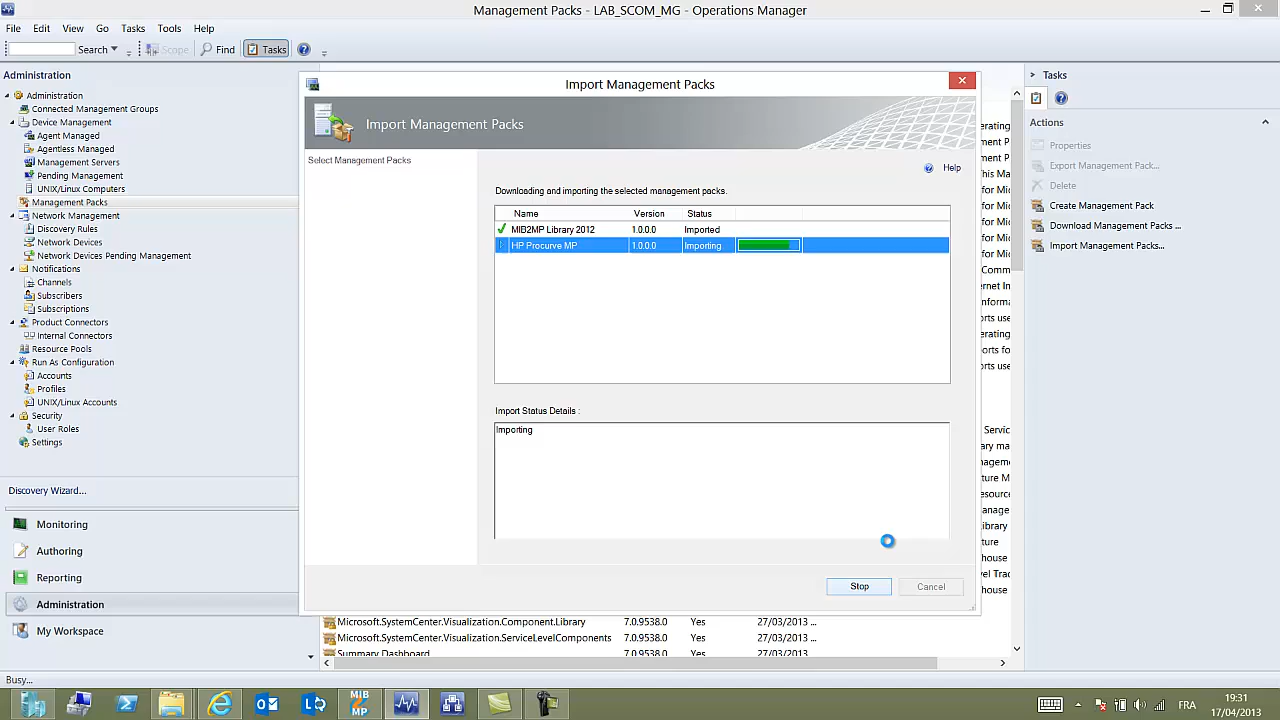 Management Packs - LAB_SCOM_MG - Operations Manager
File Edit View Go Tasks Tools Help
Search Scope Find Tasks
Administration
Administration
Connected Management Groups
Device Management
Agent Managed
Agentless Managed
Management Servers
Pending Management
UNIX/Linux Computers
Management Packs
Network Management
Discovery Rules
Network Devices
Network Devices Pending Management
Notifications
Channels
Subscribers
Subscriptions
Product Connectors
Internal Connectors
Resource Pools
Run As Configuration
Accounts
Profiles
UNIX/Linux Accounts
Security
User Roles
Settings
Discovery Wizard...
Monitoring
Authoring
Reporting
Administration
My Workspace
Import Management Packs
Import Management Packs
Select Management Packs
Help
Downloading and importing the selected management packs.
Name Version Status
MIB2MP Library 2012 1.0.0.0 Imported
HP Procurve MP 1.0.0.0 Importing
Import Status Details :
Importing
Stop Cancel
Microsoft.SystemCenter.Visualization.Component.Library 7.0.9538.0 Yes 27/03/2013 ...
Microsoft.SystemCenter.Visualization.ServiceLevelComponents 7.0.9538.0 Yes 27/03/2013 ...
Summary Dashboard 7.0.9538.0 Yes 27/03/2013 ...
Tasks
Actions
Properties
Export Management Pack...
Delete
Create Management Pack
Download Management Packs ...
Import Management Packs...
Busy...
MiB 2 MP
FRA
19:31
17/04/2013